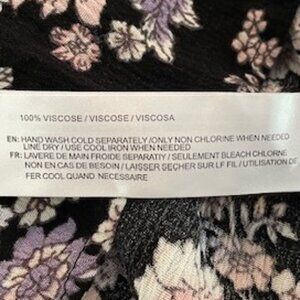 100% VISCOSE / VISCOSE / VISCOSA
EN: HAND WASH COLD SEPARATELY /ONLY NON CHLORINE WHEN NEEDED
LINE DRY / USE COOL IRON WHEN NEEDED
FR: LAVERE DE MAIN FROIDE SEPARATIY / SEULEMENT BLEACH CHLORNE
NON EN CAS DE BESOIN / LAISSER SECHER SUR LF FIL / UTILISATION DE
FER COOL QUAND NECESSAIRE